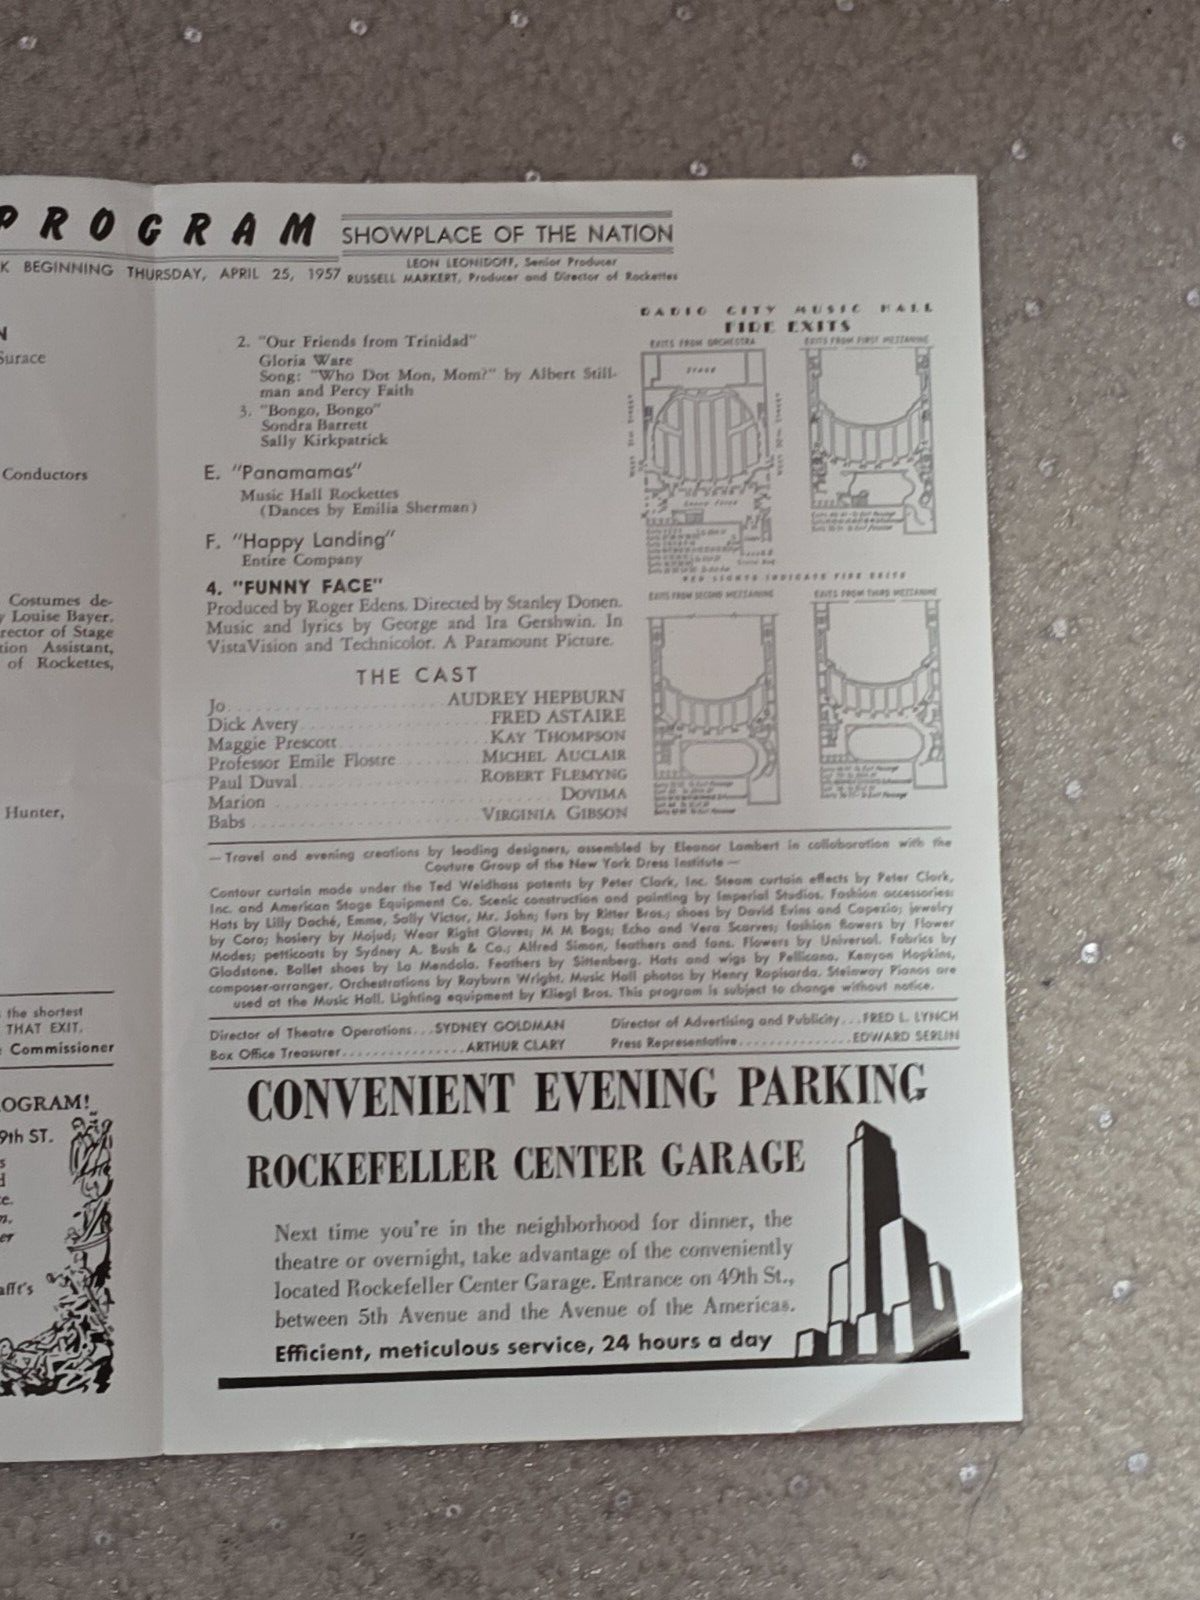 PROGRAM
K BEGINNING THURSDAY, APRIL 25, 1957
SHOWPLACE OF THE NATION
LEON LEONIDOFF, Senior Producer
RUSSELL MARKERT, Producer and Director of Rockettes
N
Surace
Conductors
Costumes de-
y Louise Bayer.
rector of Stage
tion Assistant,
of Rockettes,
Hunter,
the shortest
THAT EXIT.
Commissioner
OGRAM!
9th ST.
2. "Our Friends from Trinidad"
Gloria Ware
Song: "Who Dot Mon, Mom?" by Albert Still-
man and Percy Faith
3. "Bongo, Bongo"
Sondra Barrett
Sally Kirkpatrick
E. "Panamamas"
Music Hall Rockettes
(Dances by Emilia Sherman)
F. "Happy Landing"
Entire Company
4. "FUNNY FACE"
Produced by Roger Edens. Directed by Stanley Donen.
Music and lyrics by George and Ira Gershwin. In
VistaVision and Technicolor. A Paramount Picture.
THE CAST
Jo........................AUDREY HEPBURN
Dick Avery....................FRED ASTAIRE
Maggie Prescott...............KAY THOMPSON
Professor Emile Flostre.........MICHEL AUCLAIR
Paul Duval...................ROBERT FLEMYNG
Marion.............................DOVIMA
Babs........................VIRGINIA GIBSON
RADIO CITY MUSIC HALL
FIRE EXITS
EXITS FROM ORCHESTRA
EXITS FROM FIRST MEZZANINE
Stage
RED LIGHTS INDICATE FIRE EXITS
EXITS FROM SECOND MEZZANINE
EXITS FROM THIRD MEZZANINE
— Travel and evening creations by leading designers, assembled by Eleanor Lambert in collaboration with the
Couture Group of the New York Dress Institute —
Contour curtain made under the Ted Weidhass patents by Peter Clark, Inc. Steam curtain effects by Peter Clark,
Inc. and American Stage Equipment Co. Scenic construction and painting by Imperial Studios. Fashion accessories:
Hats by Lilly Daché, Emme, Sally Victor, Mr. John; furs by Ritter Bros.; shoes by David Evins and Capezio; jewelry
by Coro; hosiery by Mojud; Wear Right Gloves; M M Bags; Echo and Vera Scarves; fashion flowers by Flower
Modes; petticoats by Sydney A. Bush & Co.; Alfred Simon, feathers and fans. Flowers by Universal. Fabrics by
Gladstone. Ballet shoes by La Mendola. Feathers by Sittenberg. Hats and wigs by Pellicano. Kenyon Hopkins,
composer-arranger. Orchestrations by Rayburn Wright. Music Hall photos by Henry Rapisarda. Steinway Pianos are
used at the Music Hall. Lighting equipment by Kliegl Bros. This program is subject to change without notice.
Director of Theatre Operations...SYDNEY GOLDMAN
Director of Advertising and Publicity...FRED L. LYNCH
Box Office Treasurer................ARTHUR CLARY
Press Representative...............EDWARD SERLIN
CONVENIENT EVENING PARKING
ROCKEFELLER CENTER GARAGE
Next time you're in the neighborhood for dinner, the
theatre or overnight, take advantage of the conveniently
located Rockefeller Center Garage. Entrance on 49th St.,
between 5th Avenue and the Avenue of the Americas.
Efficient, meticulous service, 24 hours a day